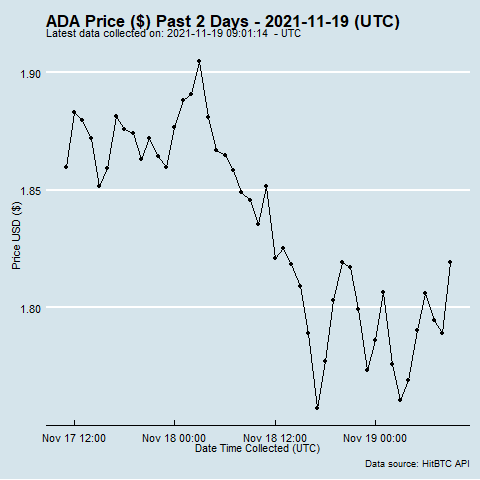 ADA Price ($) Past 2 Days - 2021-11-19 (UTC)
Latest data collected on: 2021-11-19 09:01:14 - UTC
1.90
1.85
1.80
Price USD ($)
Nov 17 12:00 Nov 18 00:00 Nov 18 12:00 Nov 19 00:00
Date Time Collected (UTC)
Data source: HitBTC API